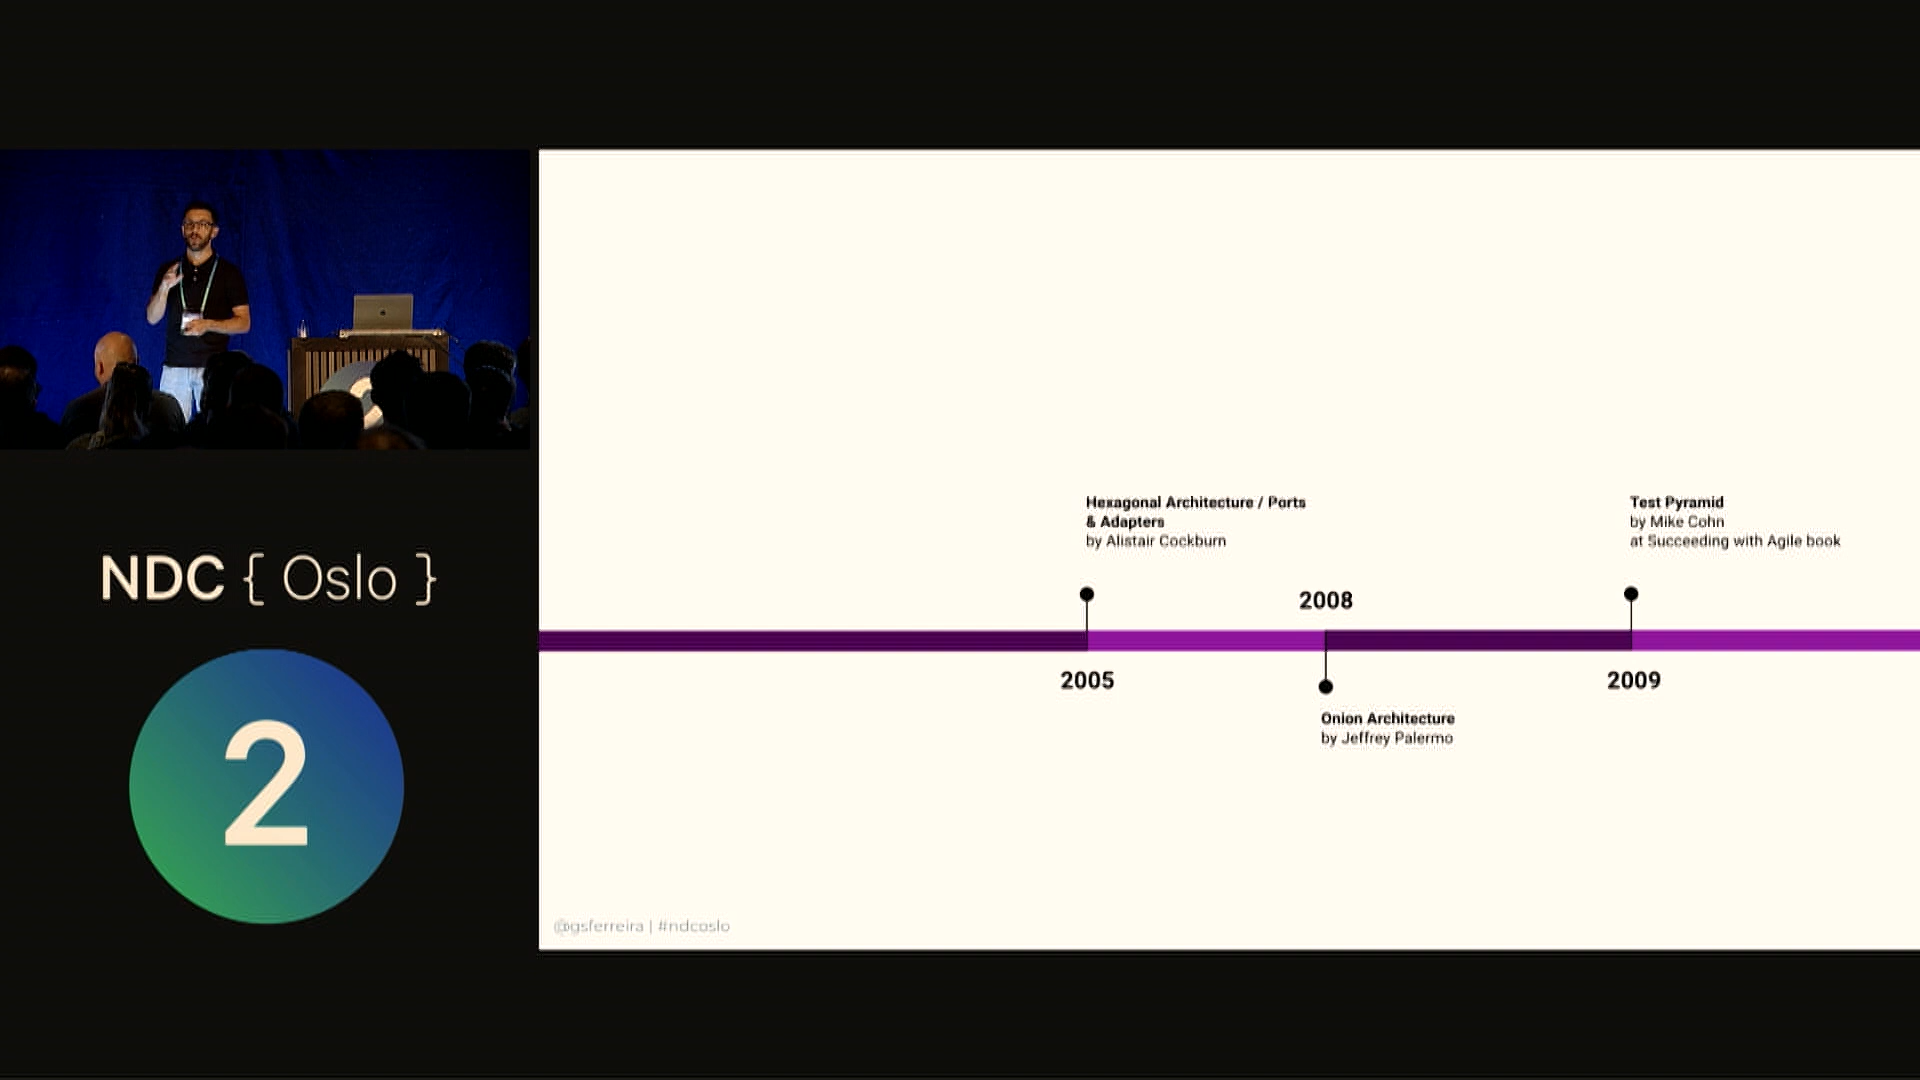 NDC { Oslo }
2
Hexagonal Architecture / Ports
& Adapters
by Alistair Cockburn
Test Pyramid
by Mike Cohn
at Succeeding with Agile book
2008
2005
2009
Onion Architecture
by Jeffrey Palermo
@gsferreira | #ndcoslo